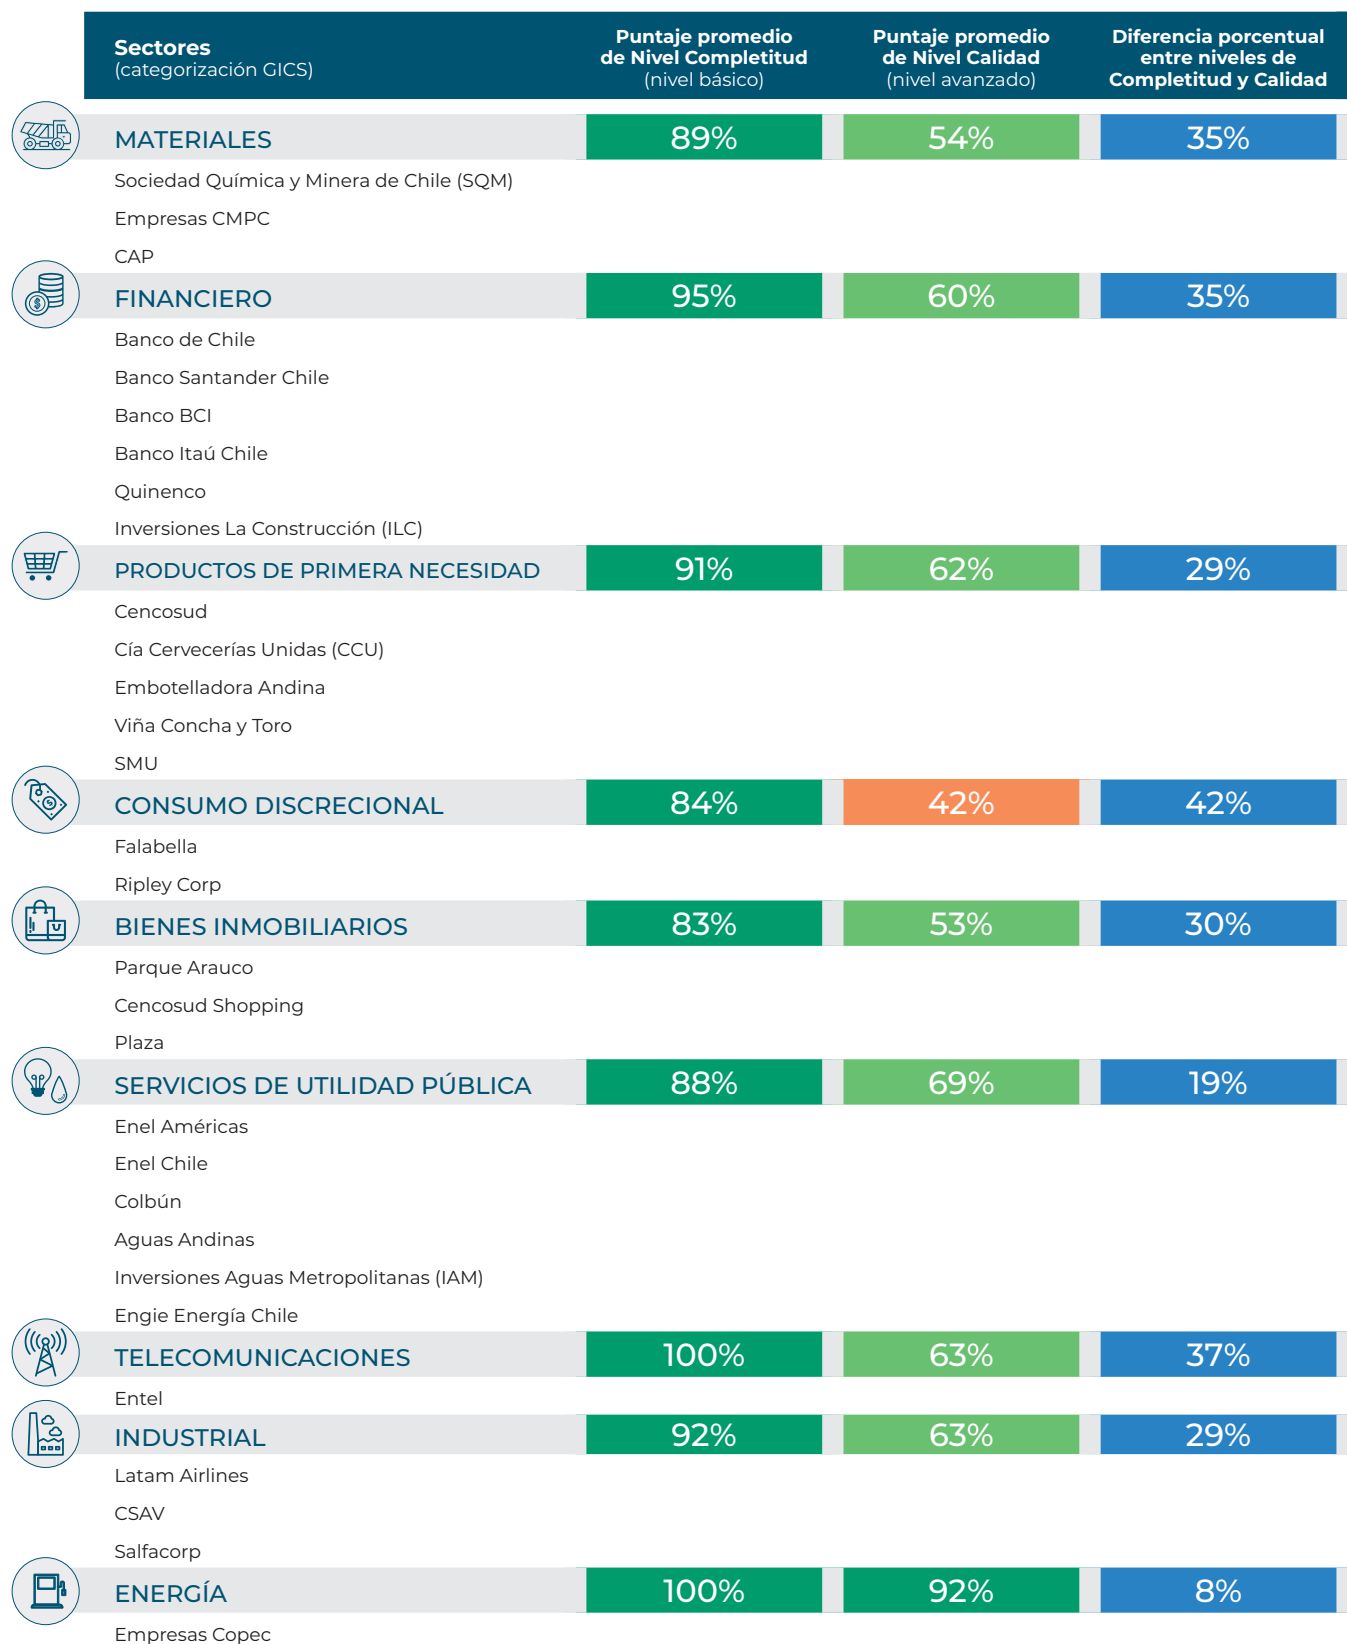 Sectores
(categorización GICS)
Puntaje promedio
de Nivel Completitud
(nivel básico)
Puntaje promedio
de Nivel Calidad
(nivel avanzado)
Diferencia porcentual
entre niveles de
Completitud y Calidad
MATERIALES 89% 54% 35%
Sociedad Química y Minera de Chile (SQM)
Empresas CMPC
CAP
FINANCIERO 95% 60% 35%
Banco de Chile
Banco Santander Chile
Banco BCI
Banco Itaú Chile
Quinenco
Inversiones La Construcción (ILC)
PRODUCTOS DE PRIMERA NECESIDAD 91% 62% 29%
Cencosud
Cía Cervecerías Unidas (CCU)
Embotelladora Andina
Viña Concha y Toro
SMU
CONSUMO DISCRECIONAL 84% 42% 42%
Falabella
Ripley Corp
BIENES INMOBILIARIOS 83% 53% 30%
Parque Arauco
Cencosud Shopping
Plaza
SERVICIOS DE UTILIDAD PÚBLICA 88% 69% 19%
Enel Américas
Enel Chile
Colbún
Aguas Andinas
Inversiones Aguas Metropolitanas (IAM)
Engie Energía Chile
TELECOMUNICACIONES 100% 63% 37%
Entel
INDUSTRIAL 92% 63% 29%
Latam Airlines
CSAV
Salfacorp
ENERGÍA 100% 92% 8%
Empresas Copec